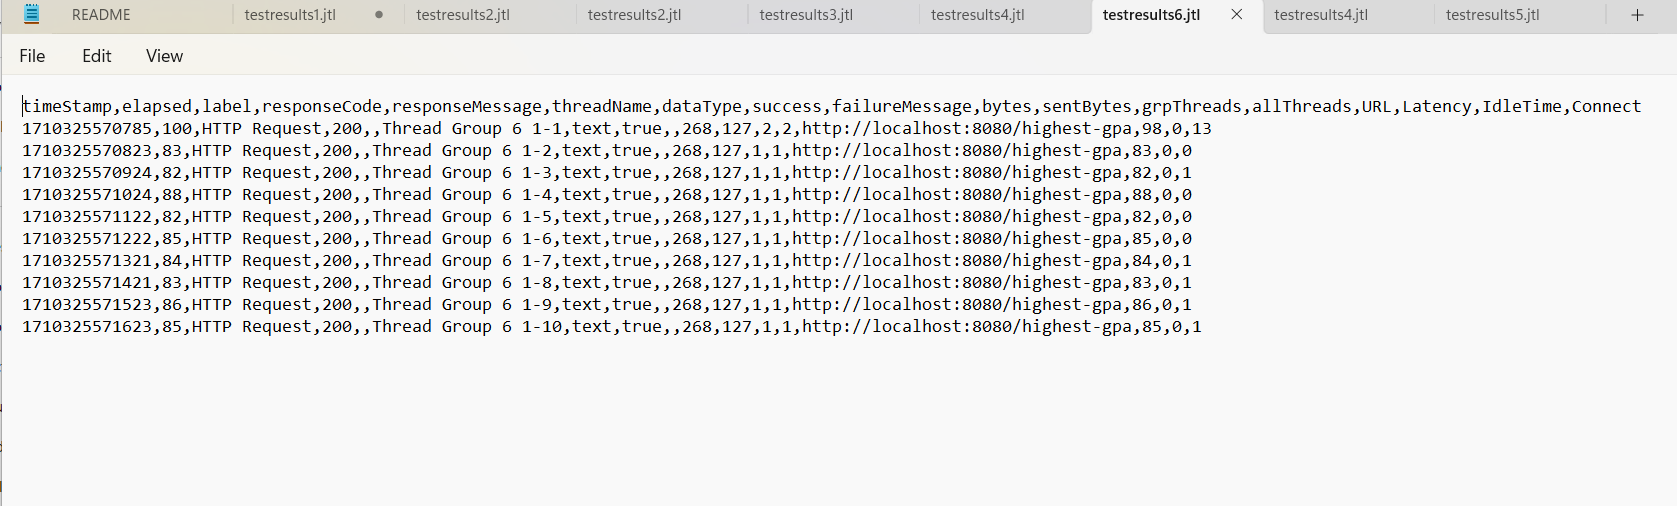 README testresults1.jtl testresults2.jtl testresults2.jtl testresults3.jtl testresults4.jtl testresults6.jtl testresults4.jtl testresults5.jtl
File Edit View
timeStamp,elapsed,label,responseCode,responseMessage,threadName,dataType,success,failureMessage,bytes,sentBytes,grpThreads,allThreads,URL,Latency,IdleTime,Connect
1710325570785,100,HTTP Request,200,,Thread Group 6 1-1,text,true,,268,127,2,2,http://localhost:8080/highest-gpa,98,0,13
1710325570823,83,HTTP Request,200,,Thread Group 6 1-2,text,true,,268,127,1,1,http://localhost:8080/highest-gpa,83,0,0
1710325570924,82,HTTP Request,200,,Thread Group 6 1-3,text,true,,268,127,1,1,http://localhost:8080/highest-gpa,82,0,1
1710325571024,88,HTTP Request,200,,Thread Group 6 1-4,text,true,,268,127,1,1,http://localhost:8080/highest-gpa,88,0,0
1710325571122,82,HTTP Request,200,,Thread Group 6 1-5,text,true,,268,127,1,1,http://localhost:8080/highest-gpa,82,0,0
1710325571222,85,HTTP Request,200,,Thread Group 6 1-6,text,true,,268,127,1,1,http://localhost:8080/highest-gpa,85,0,0
1710325571321,84,HTTP Request,200,,Thread Group 6 1-7,text,true,,268,127,1,1,http://localhost:8080/highest-gpa,84,0,1
1710325571421,83,HTTP Request,200,,Thread Group 6 1-8,text,true,,268,127,1,1,http://localhost:8080/highest-gpa,83,0,1
1710325571523,86,HTTP Request,200,,Thread Group 6 1-9,text,true,,268,127,1,1,http://localhost:8080/highest-gpa,86,0,1
1710325571623,85,HTTP Request,200,,Thread Group 6 1-10,text,true,,268,127,1,1,http://localhost:8080/highest-gpa,85,0,1